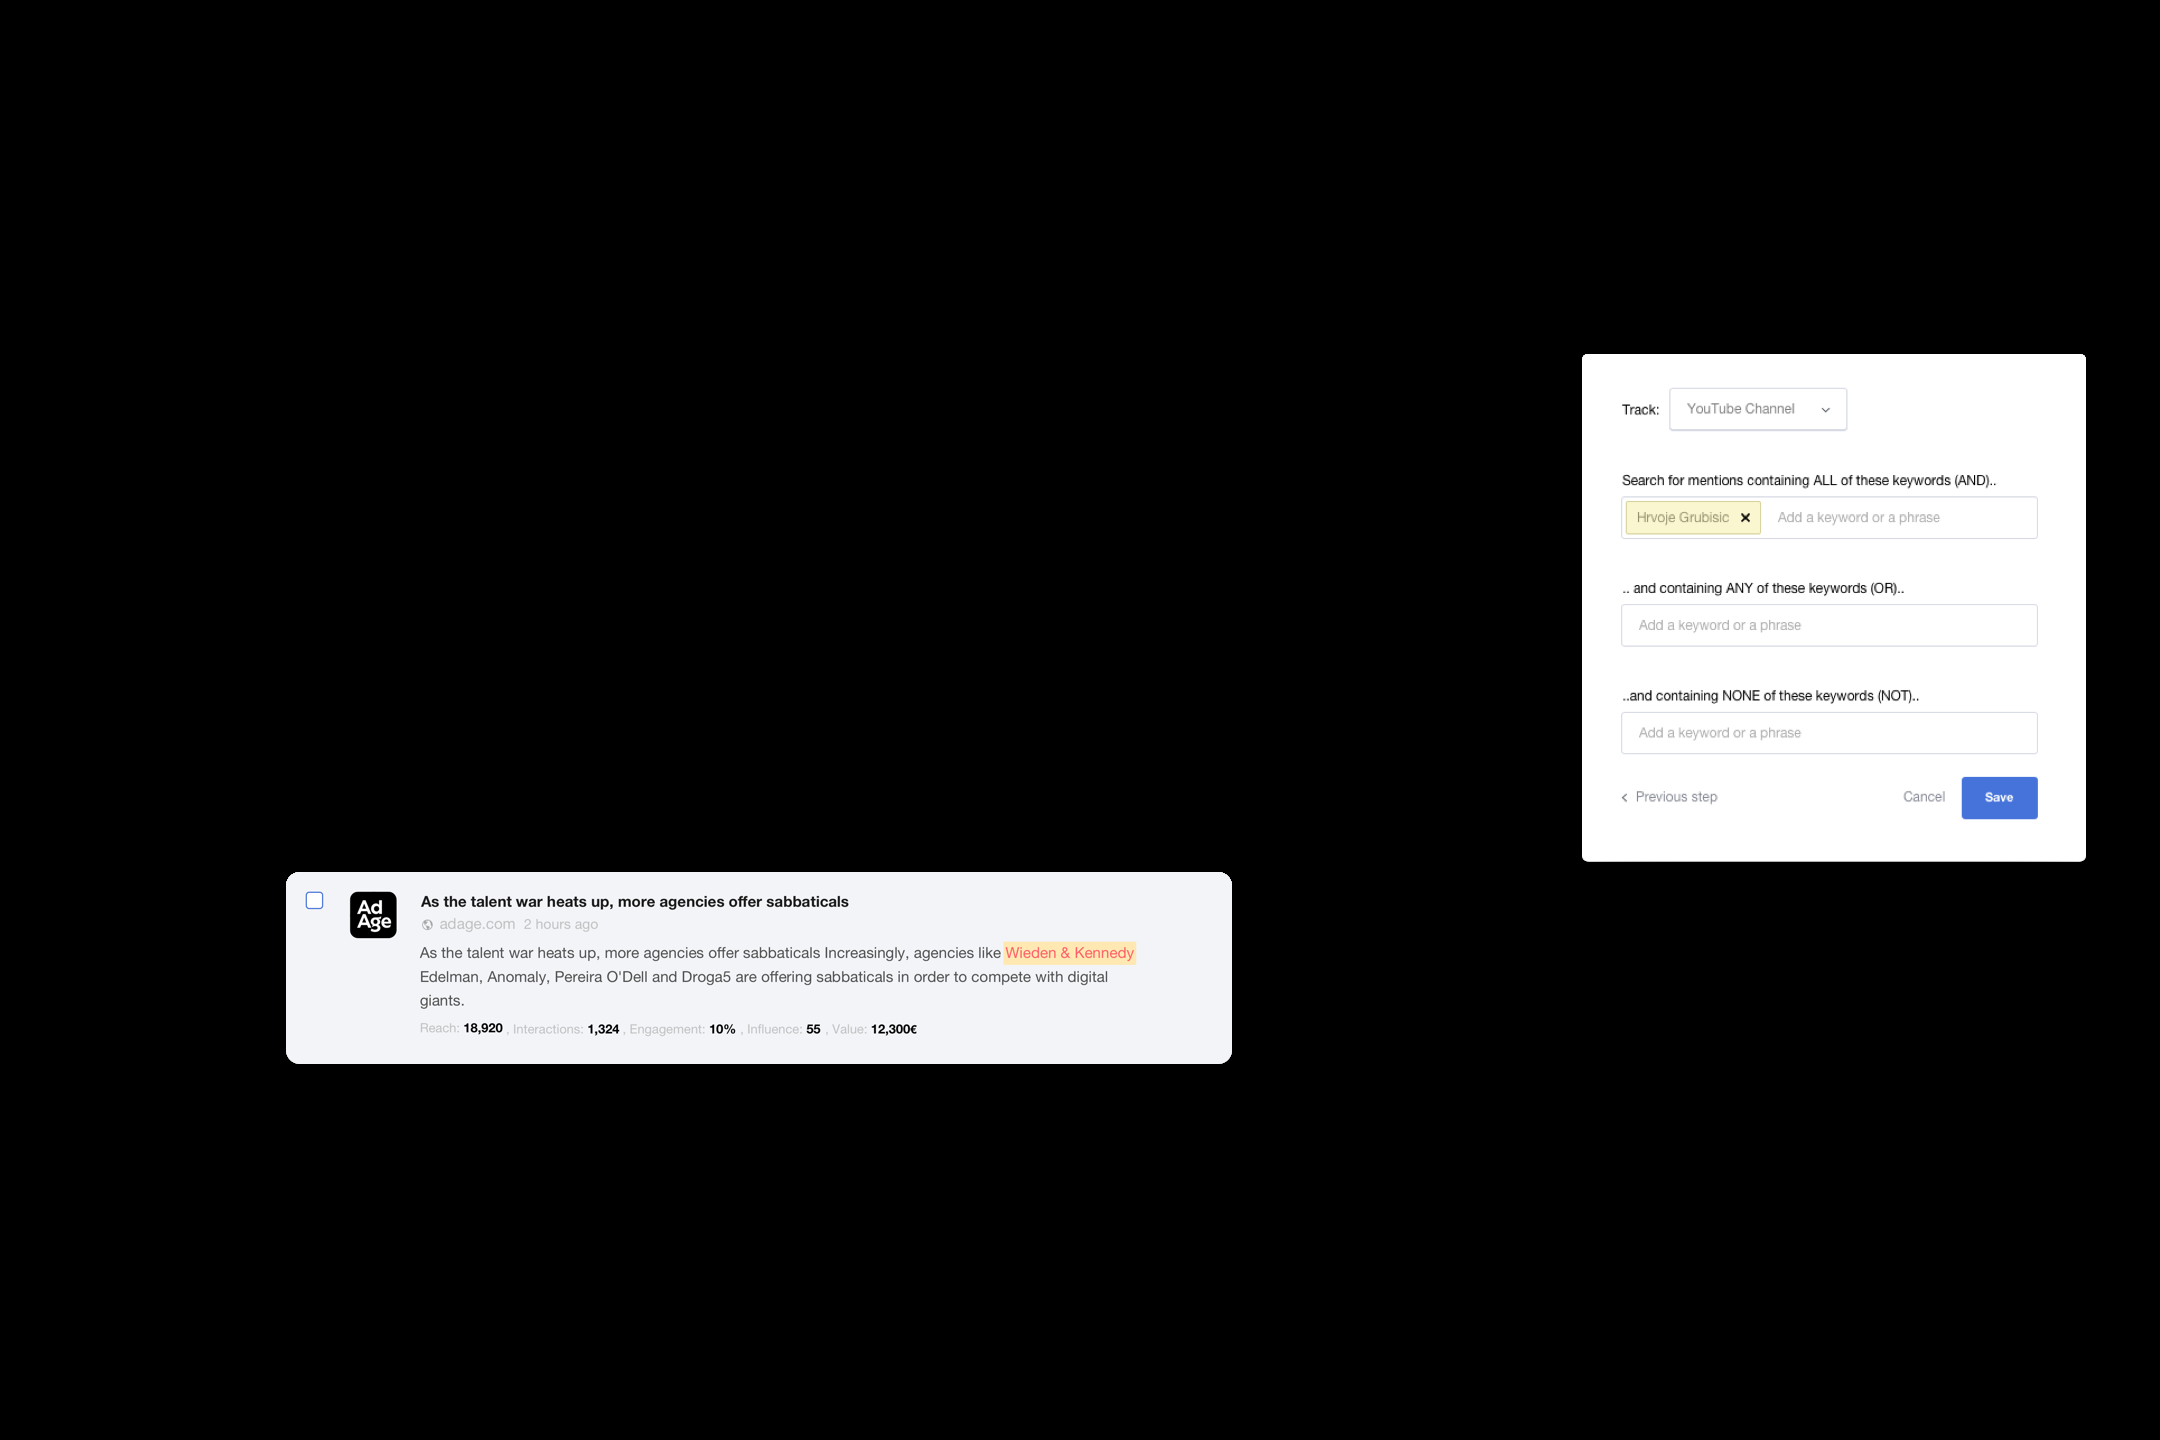 Track: YouTube Channel
Search for mentions containing ALL of these keywords (AND)..
Hrvoje Grubisic Add a keyword or a phrase
.. and containing ANY of these keywords (OR)..
Add a keyword or a phrase
..and containing NONE of these keywords (NOT)..
Add a keyword or a phrase
Previous step Cancel Save
Ad
Age
As the talent war heats up, more agencies offer sabbaticals
adage.com 2 hours ago
As the talent war heats up, more agencies offer sabbaticals Increasingly, agencies like Wieden & Kennedy
Edelman, Anomaly, Pereira O'Dell and Droga5 are offering sabbaticals in order to compete with digital
giants.
Reach: 18,920 , Interactions: 1,324 , Engagement: 10% , Influence: 55 , Value: 12,300€